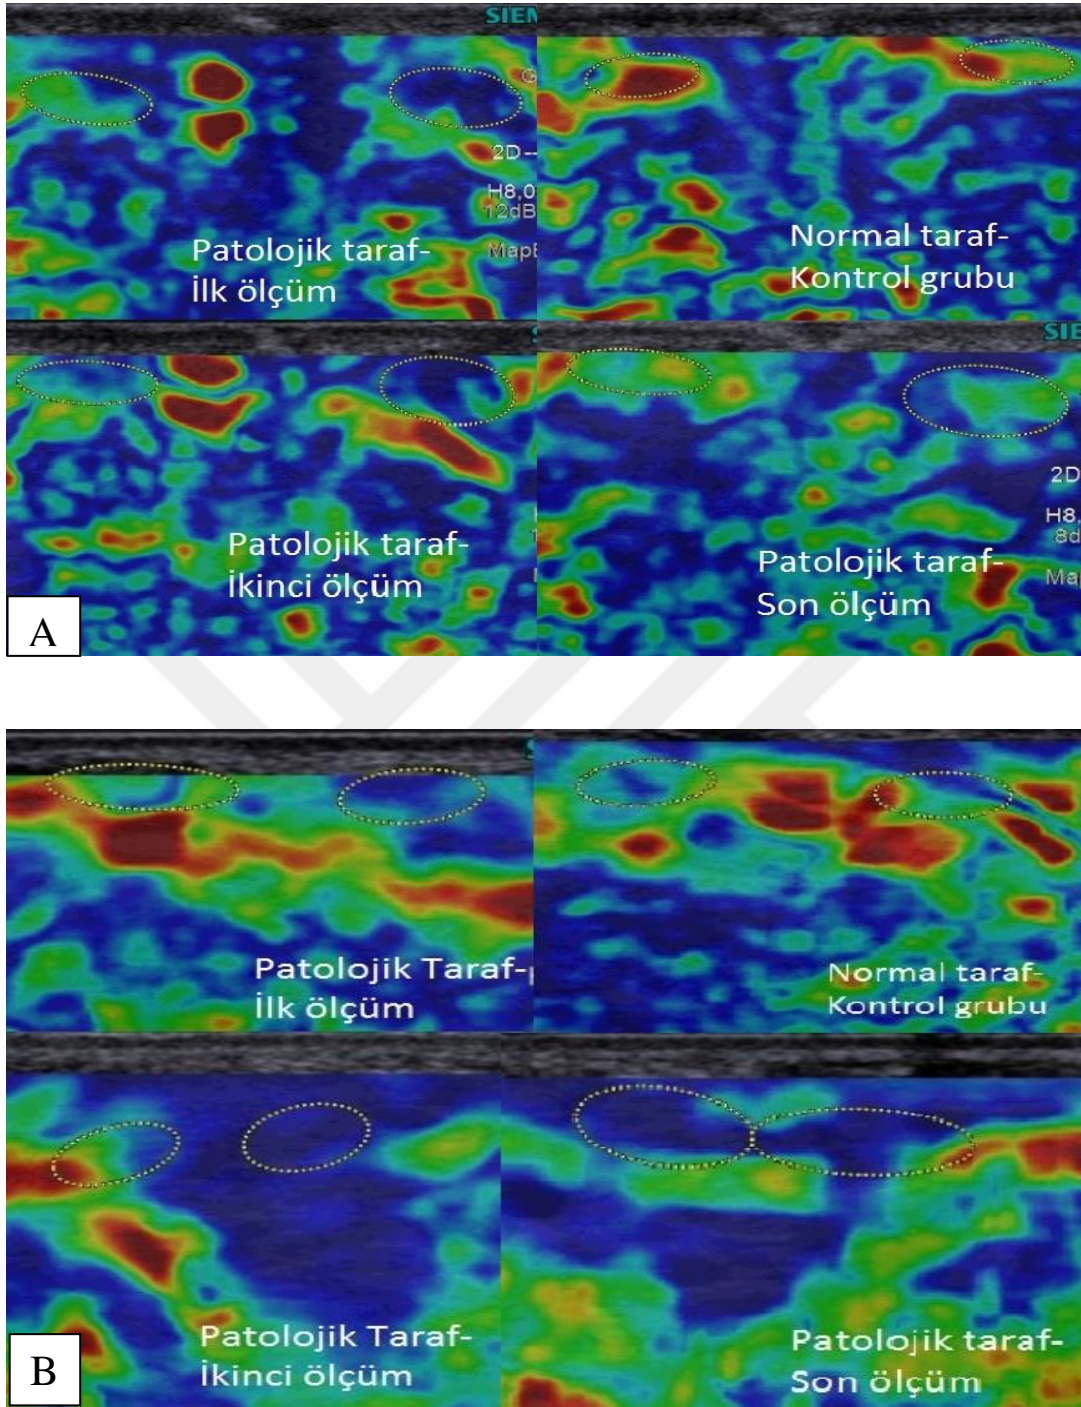 SIEM
G
2D
H8,0
12dB
MapE
Patolojik taraf-
İlk ölçüm
Normal taraf-
Kontrol grubu
Patolojik taraf-
İkinci ölçüm
SIE
2D
H8,
8d
Ma
Patolojik taraf-
Son ölçüm
A
Patolojik Taraf-
İlk ölçüm
Normal taraf-
Kontrol grubu
Patolojik Taraf-
İkinci ölçüm
Patolojik taraf-
Son ölçüm
B